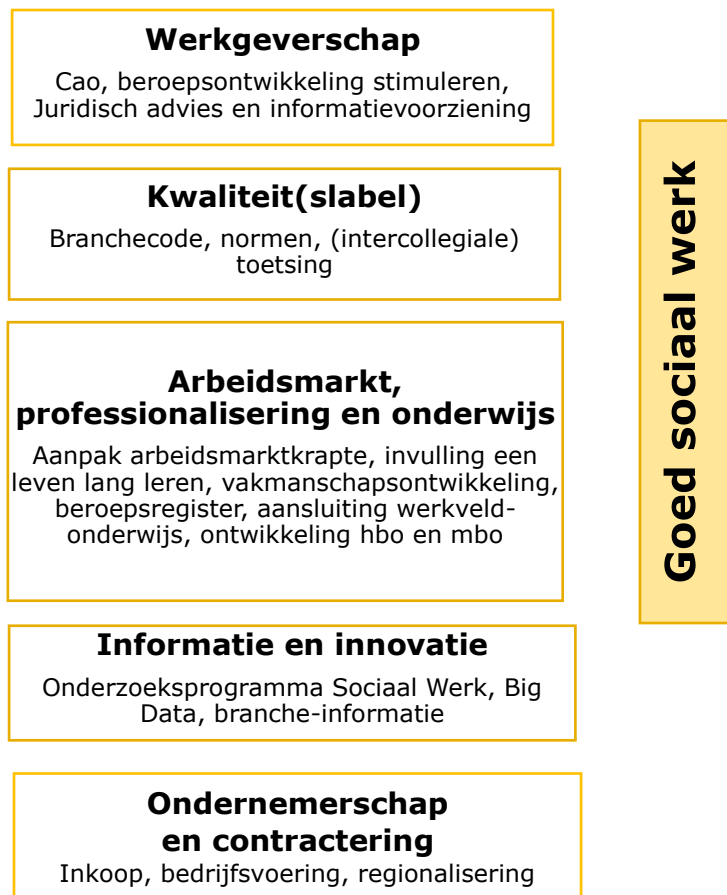 Werkgeverschap
Cao, beroepsontwikkeling stimuleren,
Juridisch advies en informatievoorziening
Kwaliteit(slabel)
Branchecode, normen, (intercollegiale)
toetsing
Arbeidsmarkt,
professionalisering en onderwijs
Aanpak arbeidsmarktkrapte, invulling een
leven lang leren, vakmanschapsontwikkeling,
beroepsregister, aansluiting werkveld-
onderwijs, ontwikkeling hbo en mbo
Informatie en innovatie
Onderzoeksprogramma Sociaal Werk, Big
Data, branche-informatie
Ondernemerschap
en contractering
Inkoop, bedrijfsvoering, regionalisering
Goed sociaal werk